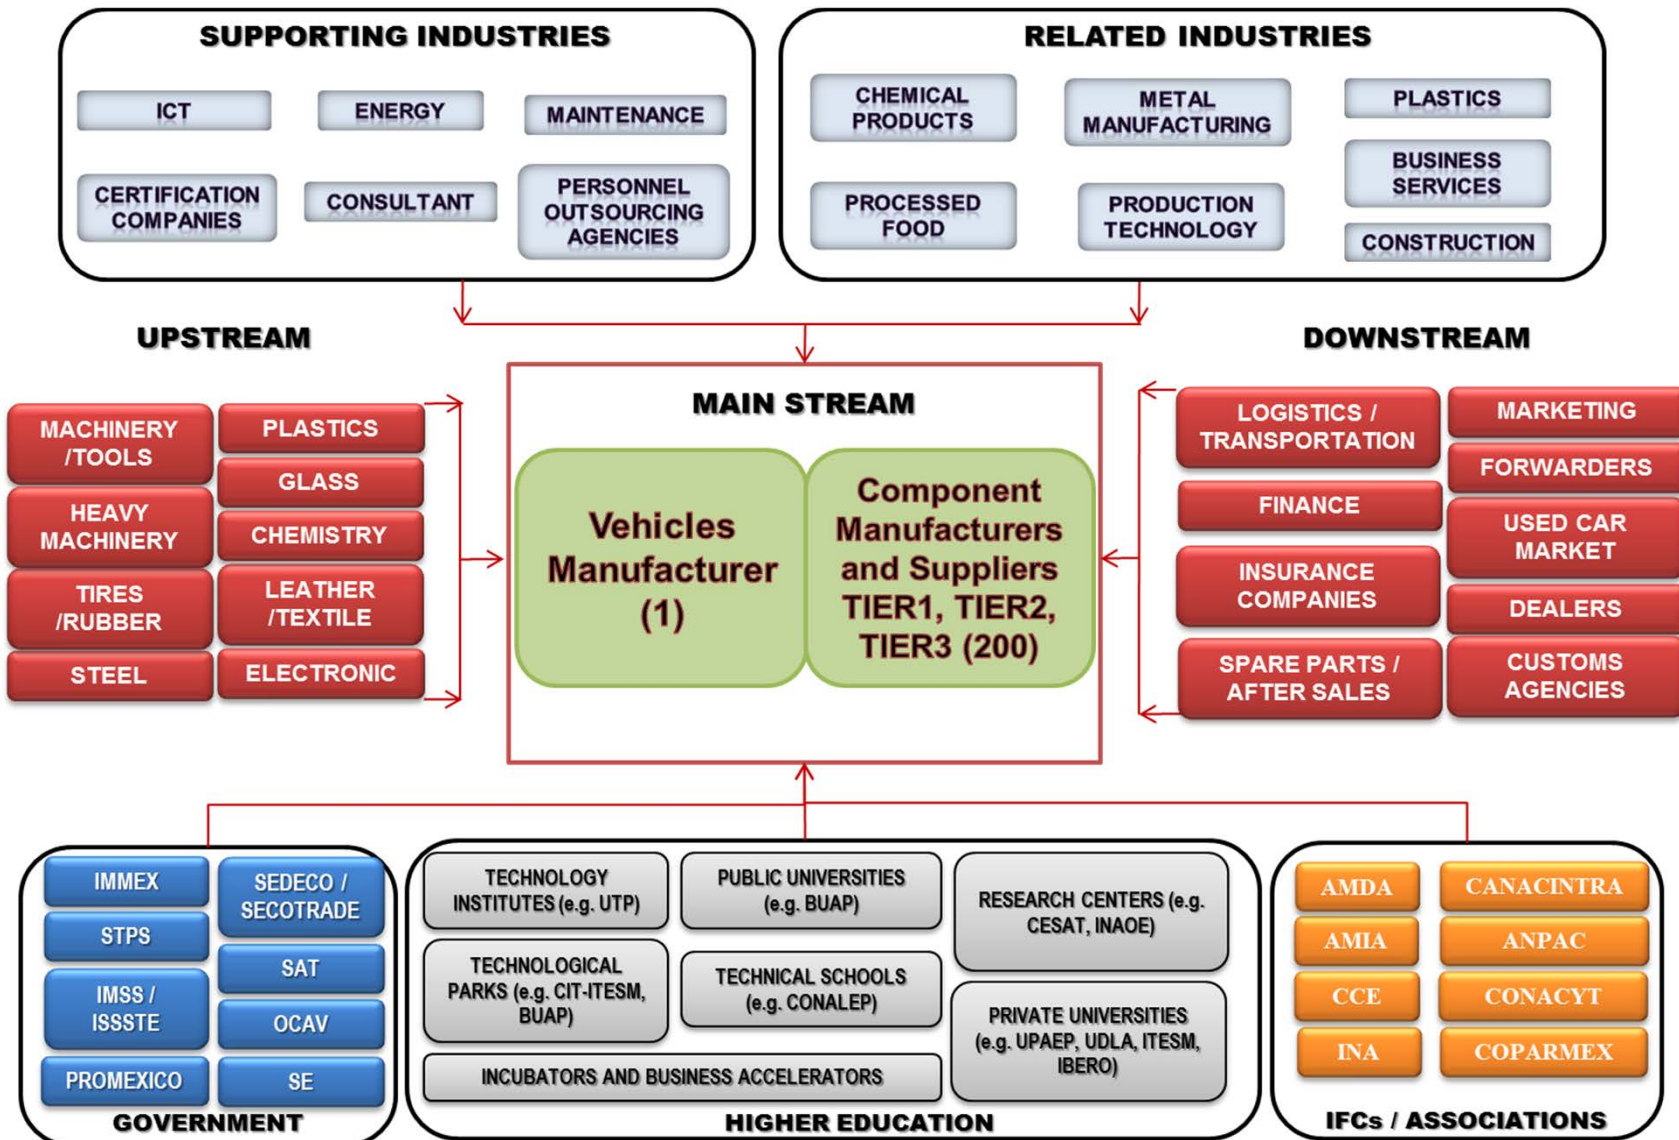 SUPPORTING INDUSTRIES
ICT
ENERGY
MAINTENANCE
CERTIFICATION
COMPANIES
CONSULTANT
PERSONNEL
OUTSOURCING
AGENCIES
RELATED INDUSTRIES
CHEMICAL
PRODUCTS
METAL
MANUFACTURING
PLASTICS
BUSINESS
SERVICES
PROCESSED
FOOD
PRODUCTION
TECHNOLOGY
CONSTRUCTION
UPSTREAM
MACHINERY
/TOOLS
HEAVY
MACHINERY
TIRES
/RUBBER
STEEL
PLASTICS
GLASS
CHEMISTRY
LEATHER
/TEXTILE
ELECTRONIC
MAIN STREAM
Vehicles
Manufacturer
(1)
Component
Manufacturers
and Suppliers
TIER1, TIER2,
TIER3 (200)
DOWNSTREAM
LOGISTICS /
TRANSPORTATION
FINANCE
INSURANCE
COMPANIES
SPARE PARTS /
AFTER SALES
MARKETING
FORWARDERS
USED CAR
MARKET
DEALERS
CUSTOMS
AGENCIES
IMMEX
STPS
IMSS /
ISSSTE
PROMEXICO
SEDECO /
SECOTRADE
SAT
OCAV
SE
GOVERNMENT
TECHNOLOGY
INSTITUTES (e.g. UTP)
PUBLIC UNIVERSITIES
(e.g. BUAP)
RESEARCH CENTERS (e.g.
CESAT, INAOE)
TECHNOLOGICAL
PARKS (e.g. CIT-ITESM,
BUAP)
TECHNICAL SCHOOLS
(e.g. CONALEP)
PRIVATE UNIVERSITIES
(e.g. UPAEP, UDLA, ITESM,
IBERO)
INCUBATORS AND BUSINESS ACCELERATORS
HIGHER EDUCATION
AMDA
AMIA
CCE
INA
CANACINTRA
ANPAC
CONACYT
COPARMEX
IFCs / ASSOCIATIONS